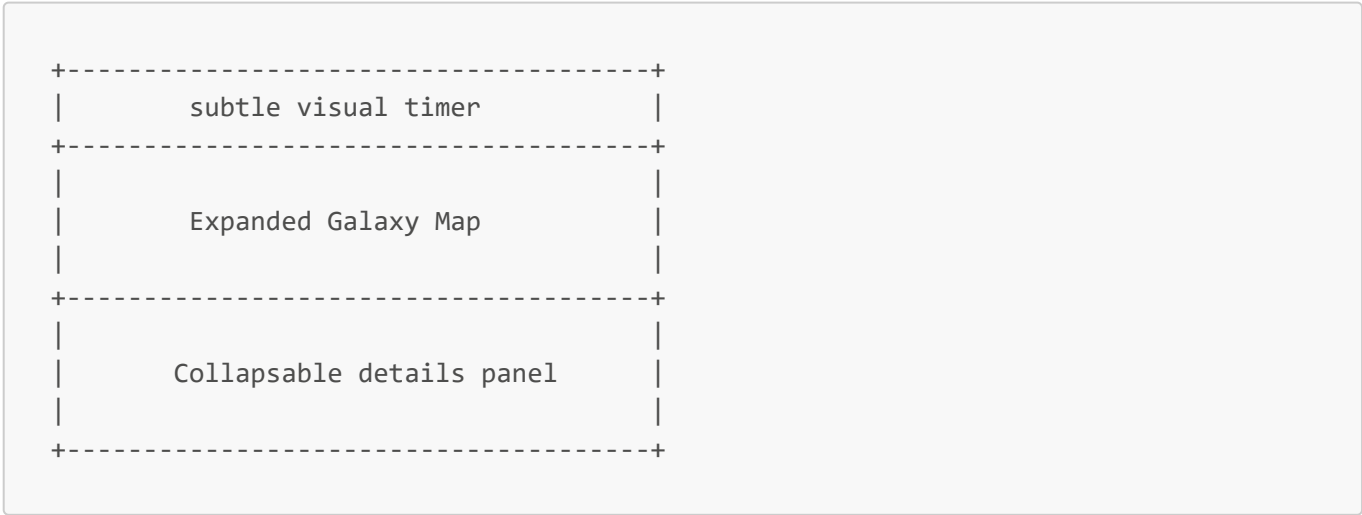 +--------------------------------------+
|        subtle visual timer           |
+--------------------------------------+
|                                      |
|        Expanded Galaxy Map           |
|                                      |
+--------------------------------------+
|                                      |
|       Collapsable details panel      |
|                                      |
+--------------------------------------+